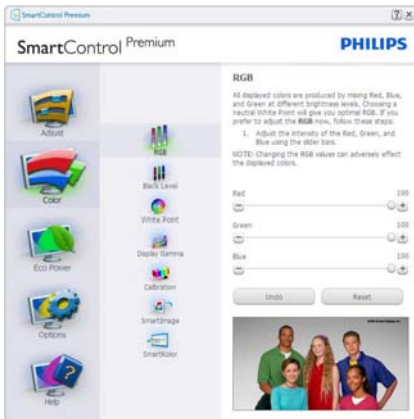 SmartControl Premium
SmartControl Premium
PHILIPS
Adjust
Color
Eco Power
Options
Help
RGB
Black Level
White Point
Display Gamma
Calibration
SmartImage
SmartKolor
RGB
All displayed colors are produced by mixing Red, Blue,
and Green at different brightness levels. Choosing a
neutral White Point will give you optimal RGB. If you
prefer to adjust the RGB now, follow these steps:
1. Adjust the intensity of the Red, Green, and
Blue using the slider bars.
NOTE: Changing the RGB values can adversely effect
the displayed colors.
Red 100
Green 100
Blue 100
Undo Reset